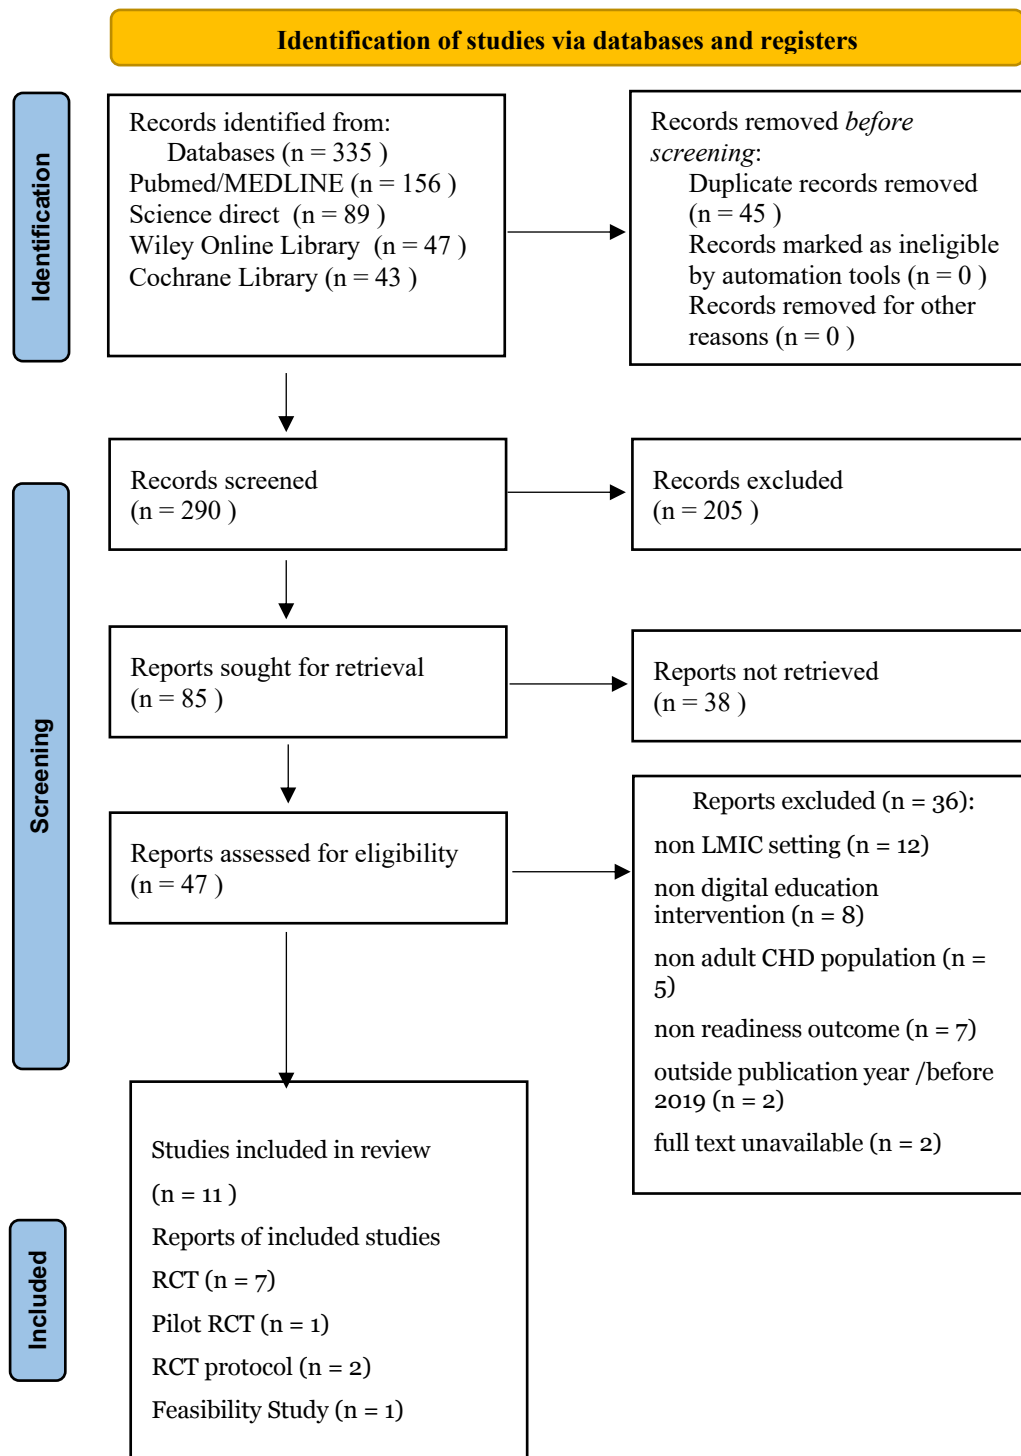 Identification of studies via databases and registers
Identification
Records identified from:
Databases (n = 335 )
Pubmed/MEDLINE (n = 156 )
Science direct (n = 89 )
Wiley Online Library (n = 47 )
Cochrane Library (n = 43 )
Records removed before
screening:
Duplicate records removed
(n = 45 )
Records marked as ineligible
by automation tools (n = 0 )
Records removed for other
reasons (n = 0 )
Screening
Records screened
(n = 290 )
Records excluded
(n = 205 )
Reports sought for retrieval
(n = 85 )
Reports not retrieved
(n = 38 )
Reports assessed for eligibility
(n = 47 )
Reports excluded (n = 36):
non LMIC setting (n = 12)
non digital education
intervention (n = 8)
non adult CHD population (n =
5)
non readiness outcome (n = 7)
outside publication year /before
2019 (n = 2)
full text unavailable (n = 2)
Included
Studies included in review
(n = 11 )
Reports of included studies
RCT (n = 7)
Pilot RCT (n = 1)
RCT protocol (n = 2)
Feasibility Study (n = 1)